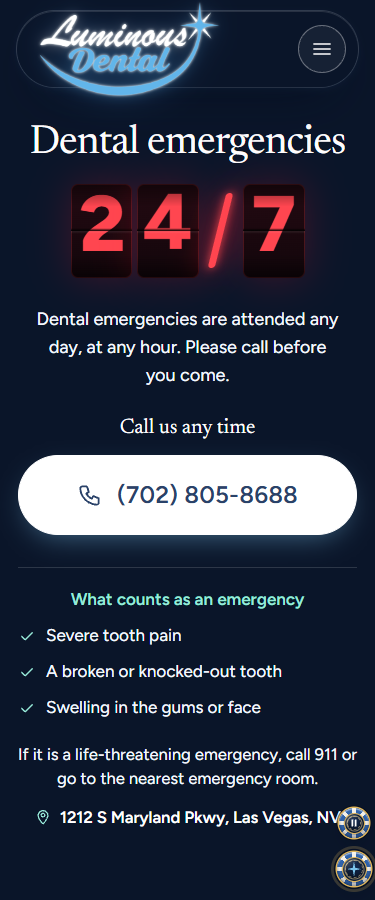 Luminous
Dental
Dental emergencies
24/7
Dental emergencies are attended any
day, at any hour. Please call before
you come.
Call us any time
(702) 805-8688
What counts as an emergency
Severe tooth pain
A broken or knocked-out tooth
Swelling in the gums or face
If it is a life-threatening emergency, call 911 or
go to the nearest emergency room.
1212 S Maryland Pkwy, Las Vegas, NV